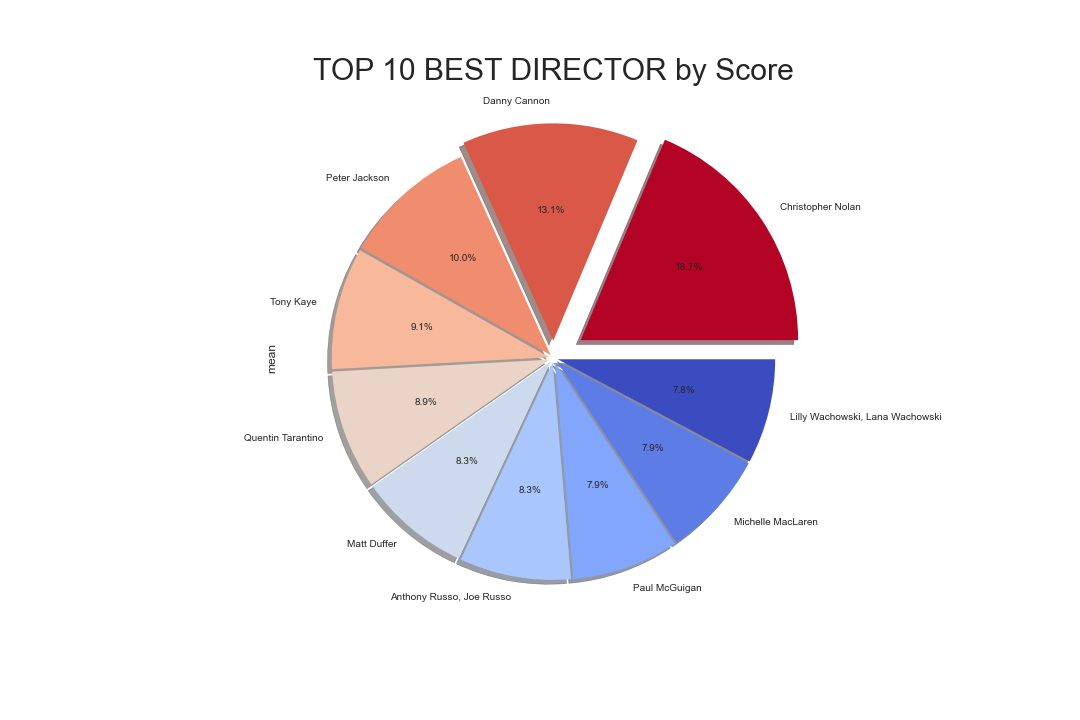 TOP 10 BEST DIRECTOR by Score
Danny Cannon
Peter Jackson
Christopher Nolan
13.1%
10.0%
18.7%
Tony Kaye
9.1%
mean
7.8%
8.9%
Lilly Wachowski, Lana Wachowski
Quentin Tarantino
7.9%
8.3%
7.9%
8.3%
Michelle MacLaren
Matt Duffer
Paul McGuigan
Anthony Russo, Joe Russo